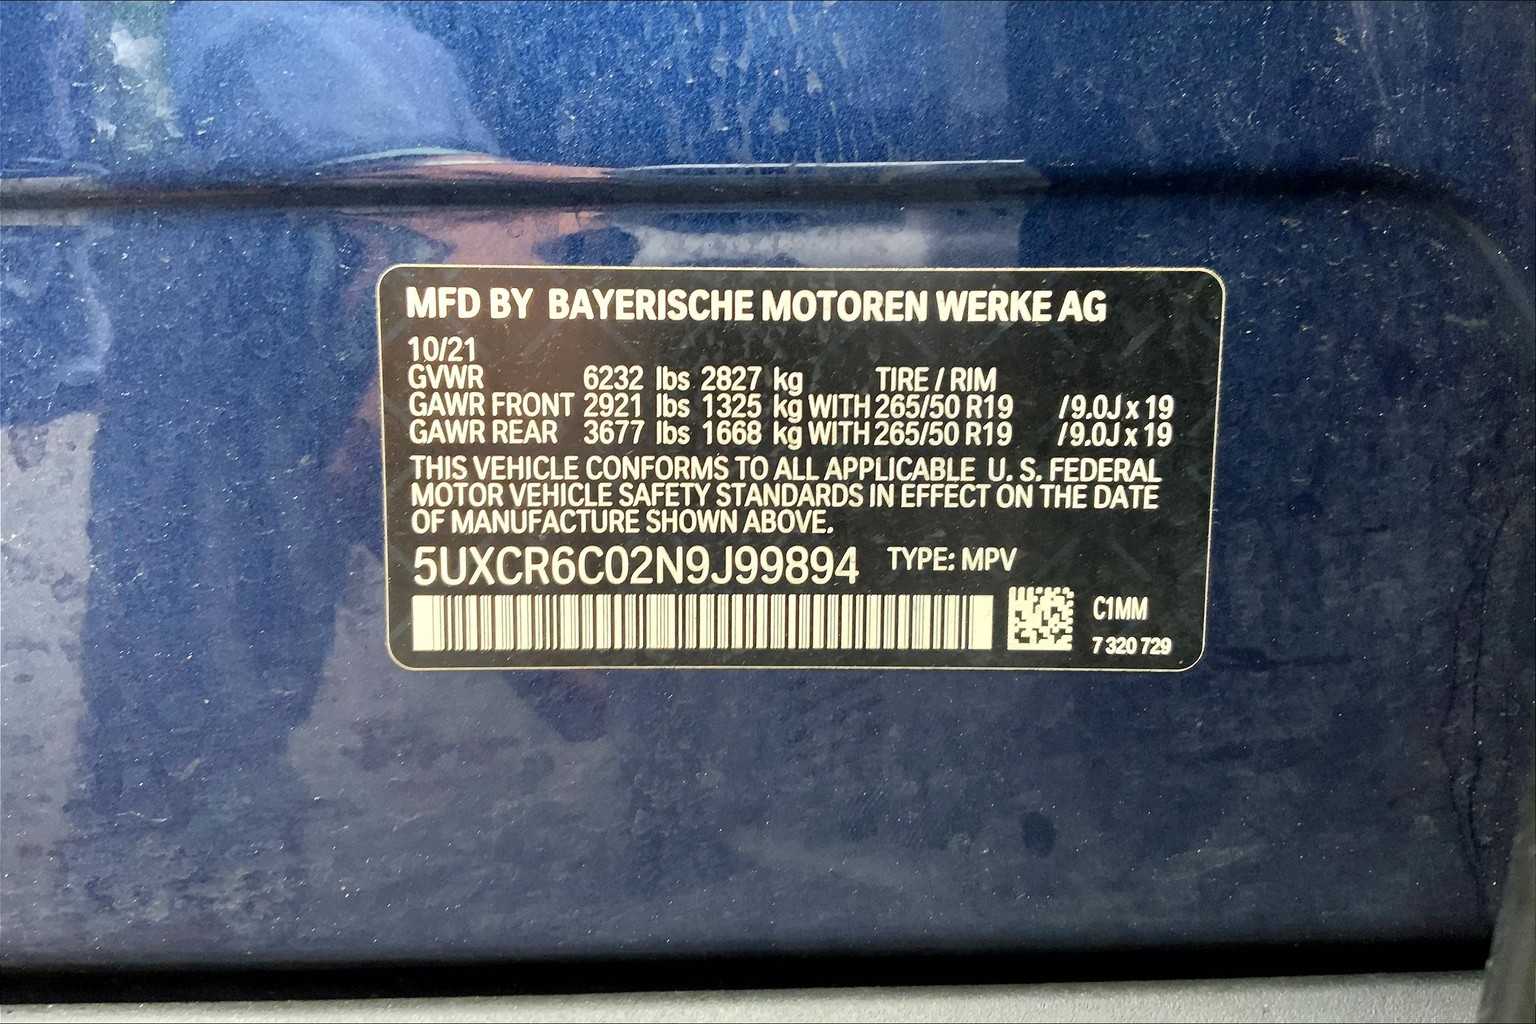 MFD BY BAYERISCHE MOTOREN WERKE AG
10/21
GVWR 6232 lbs 2827 kg TIRE / RIM
GAWR FRONT 2921 lbs 1325 kg WITH 265/50 R19 /9.0J x 19
GAWR REAR 3677 lbs 1668 kg WITH 265/50 R19 /9.0J x 19
THIS VEHICLE CONFORMS TO ALL APPLICABLE U. S. FEDERAL
MOTOR VEHICLE SAFETY STANDARDS IN EFFECT ON THE DATE
OF MANUFACTURE SHOWN ABOVE.
5UXCR6C02N9J99894 TYPE: MPV
C1MM
7 320 729